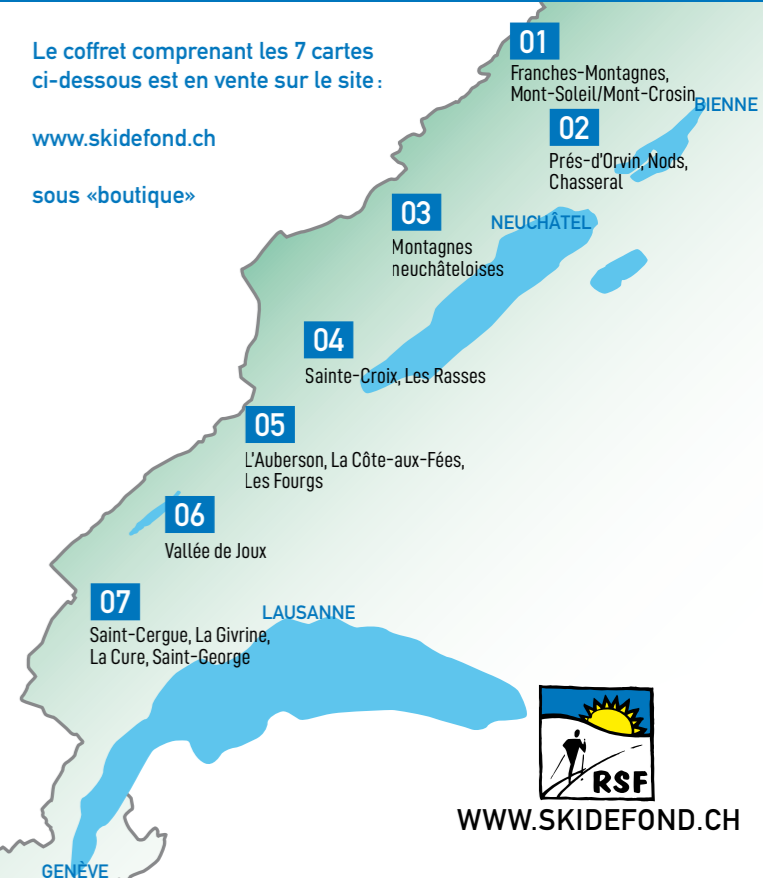 Le coffret comprenant les 7 cartes
ci-dessous est en vente sur le site :
www.skidefond.ch
sous «boutique»
01
Franches-Montagnes,
Mont-Soleil/Mont-Crosin
BIENNE
02
Prés-d'Orvin, Nods,
Chasseral
03
Montagnes
neuchâteloises
NEUCHÂTEL
04
Sainte-Croix, Les Rasses
05
L'Auberson, La Côte-aux-Fées,
Les Fourgs
06
Vallée de Joux
07
Saint-Cergue, La Givrine,
La Cure, Saint-George
LAUSANNE
RSF
WWW.SKIDEFOND.CH
GENÈVE